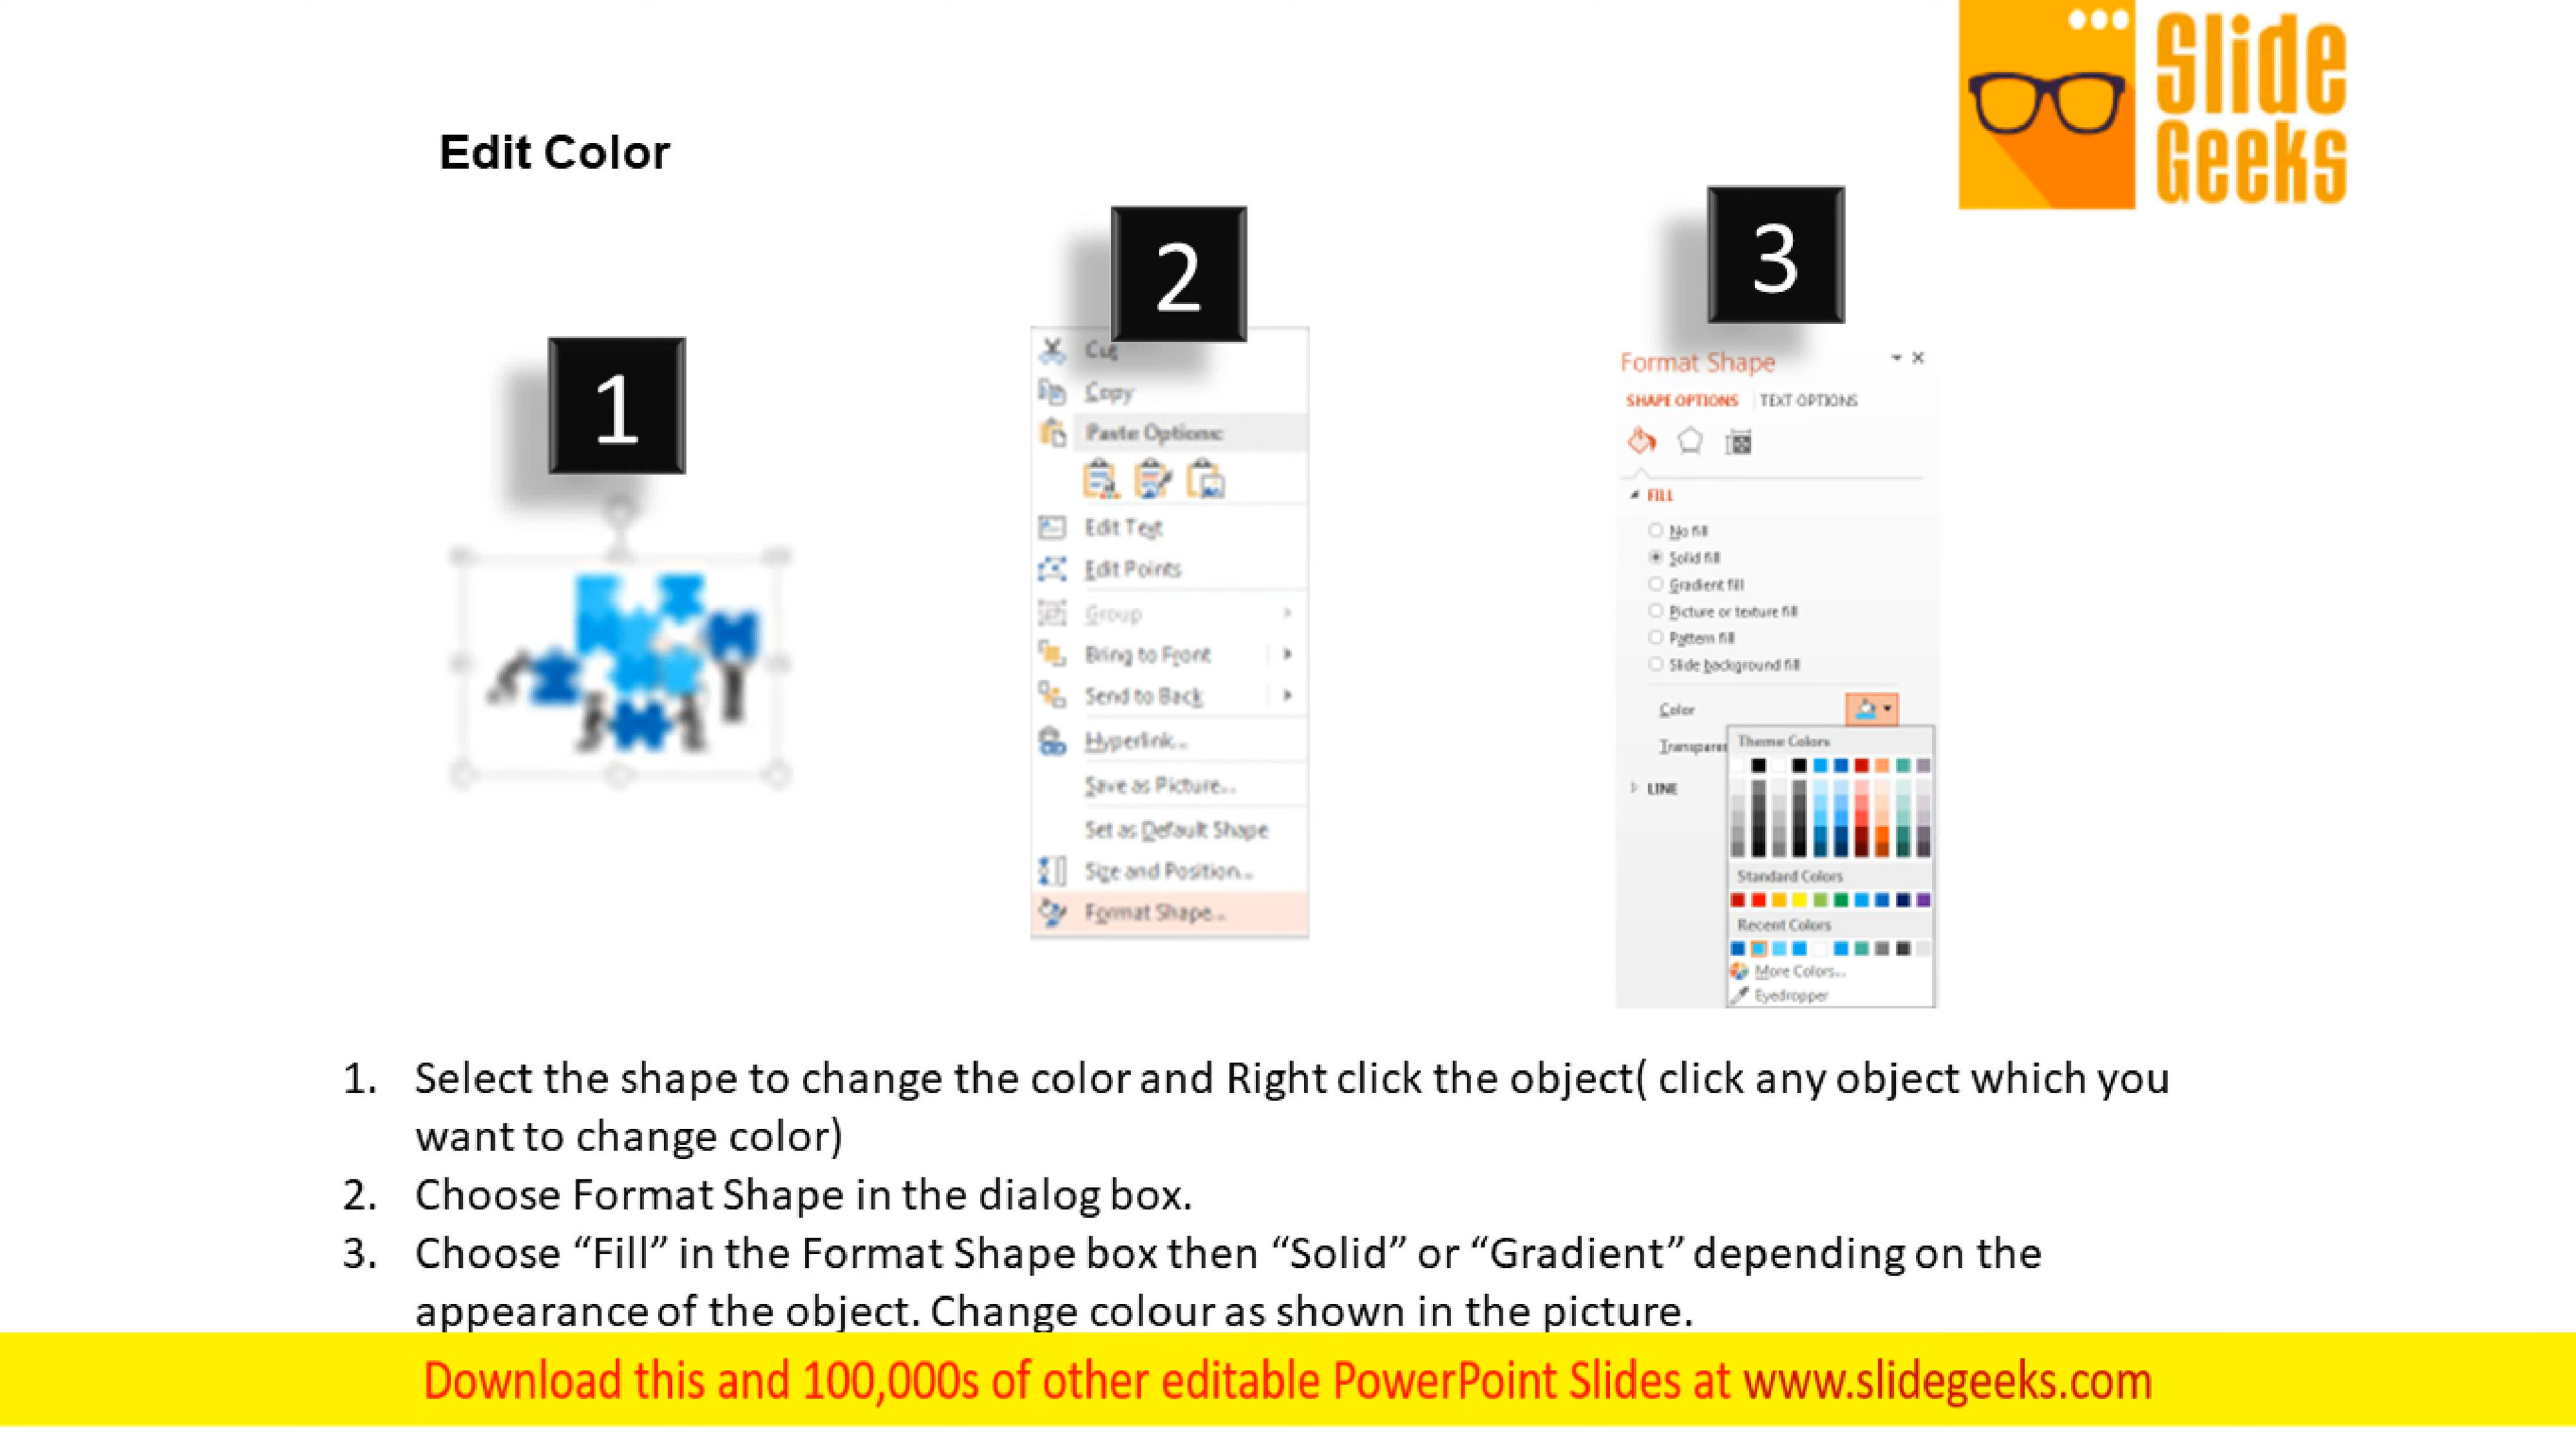 Slide
Geeks
Edit Color
1
2
3
Cut
Copy
Paste Options:
Edit Text
Edit Points
Group
Bring to Front
Send to Back
Hyperlink...
Save as Picture...
Set as Default Shape
Size and Position...
Format Shape...
Format Shape
SHAPE OPTIONS TEXT OPTIONS
FILL
No fill
Solid fill
Gradient fill
Picture or texture fill
Pattern fill
Slide background fill
Color
Transparen
Theme Colors
LINE
Standard Colors
Recent Colors
More Colors...
Eyedropper
1. Select the shape to change the color and Right click the object( click any object which you
want to change color)
2. Choose Format Shape in the dialog box.
3. Choose “Fill” in the Format Shape box then “Solid” or “Gradient” depending on the
appearance of the object. Change colour as shown in the picture.
Download this and 100,000s of other editable PowerPoint Slides at www.slidegeeks.com